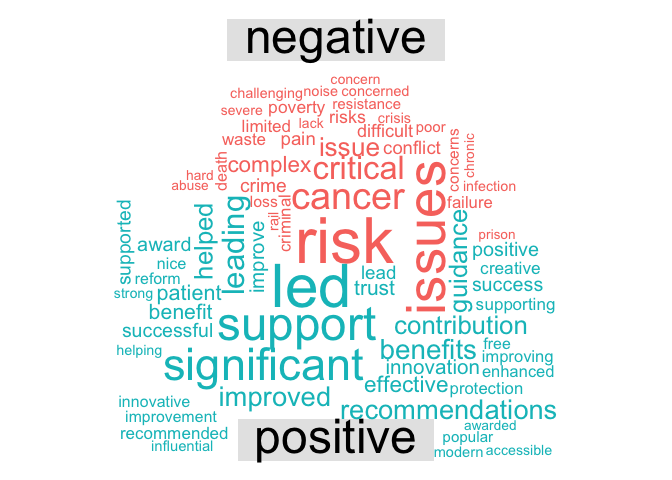 negative
concern
challenging noise concerned
severe poverty resistance
limited lack risks crisis
waste pain difficult poor
issue conflict
death complex critical concerns chronic
hard crime cancer issues infection
abuse loss failure
rail criminal risk prison
supported award helped leading improve guidance positive
nice led lead creative
reform trust success
strong patient supporting
benefit support contribution
successful free
helping significant benefits improving
innovation enhanced
effective protection
innovative improved recommendations
improvement awarded
recommended positive popular
influential modern accessible